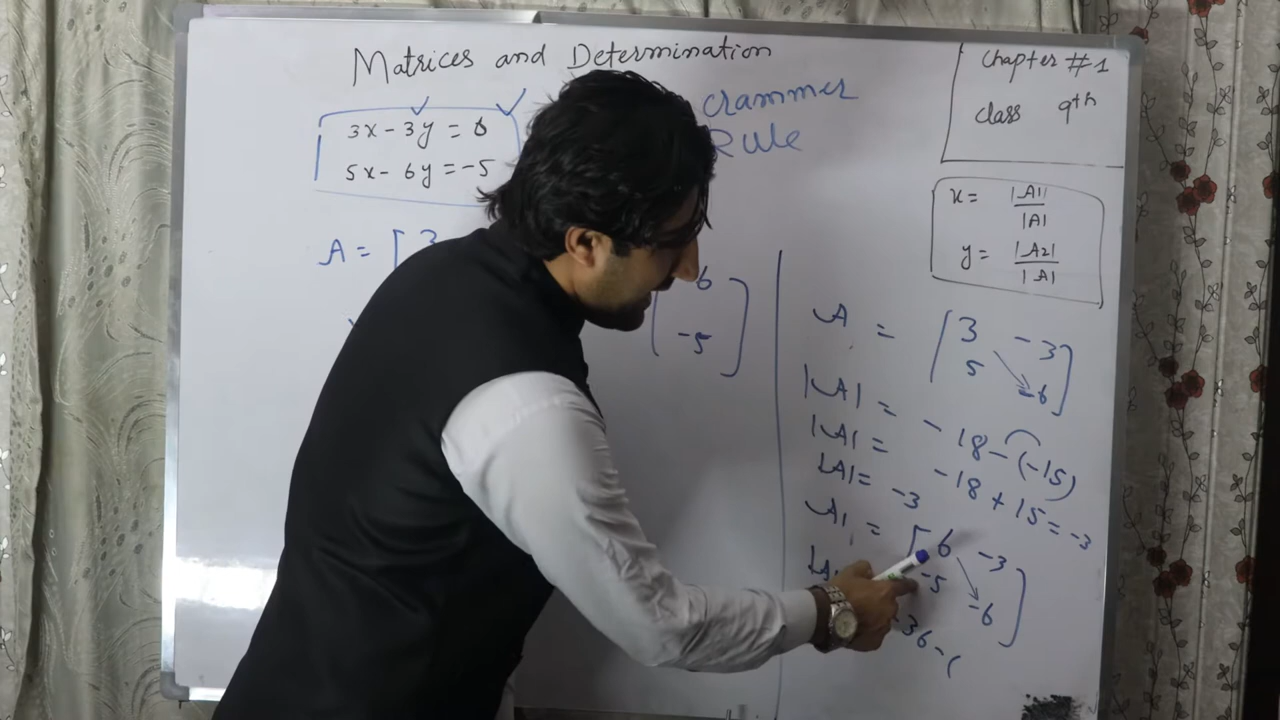 Matrices and Determination
3x - 3y = 6
5x - 6y = -5
Crammer
Rule
Chapter #1
Class 9th
x = |A1|
|A|
y = |A2|
|A|
A = [ 3
6
-5
A = [ 3 -3
5 -6 ]
|A| =
|A| = -18 - (-15)
|A| = -3 -18 + 15 = -3
A1 = [ 6 -3
-5 -6 ]
|A
36 - (